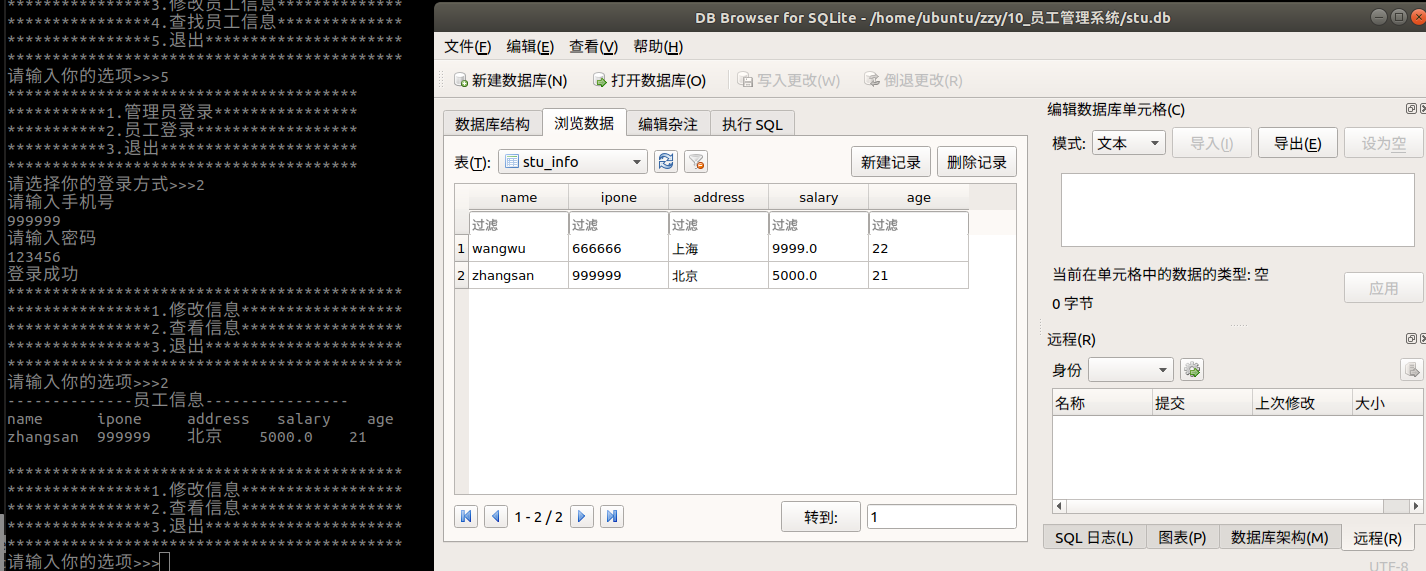 ****************3.修改员工信息**************
****************4.查找员工信息**************
****************5.退出**********************
********************************************
请输入你的选项>>>5
***************************************
***********1.管理员登录****************
***********2.员工登录******************
***********3.退出**********************
***************************************
请选择你的登录方式>>>2
请输入手机号
999999
请输入密码
123456
登录成功
********************************************
****************1.修改信息******************
****************2.查看信息******************
****************3.退出**********************
********************************************
请输入你的选项>>>2
--------------员工信息----------------
name ipone address salary age
zhangsan 999999 北京 5000.0 21
********************************************
****************1.修改信息******************
****************2.查看信息******************
****************3.退出**********************
********************************************
请输入你的选项>>>
DB Browser for SQLite - /home/ubuntu/zzy/10_员工管理系统/stu.db
文件(F) 编辑(E) 查看(V) 帮助(H)
新建数据库(N) 打开数据库(O) 写入更改(W) 倒退更改(R)
数据库结构 浏览数据 编辑杂注 执行 SQL
表(T): stu_info 新建记录 删除记录
name ipone address salary age
过滤 过滤 过滤 过滤 过滤
1 wangwu 666666 上海 9999.0 22
2 zhangsan 999999 北京 5000.0 21
1 - 2 / 2 转到: 1
编辑数据库单元格(C)
模式: 文本 导入(I) 导出(E) 设为空
当前在单元格中的数据的类型: 空
0 字节
应用
远程(R)
身份
名称 提交 上次修改 大小
SQL 日志(L) 图表(P) 数据库架构(M) 远程(R)
UTF-8